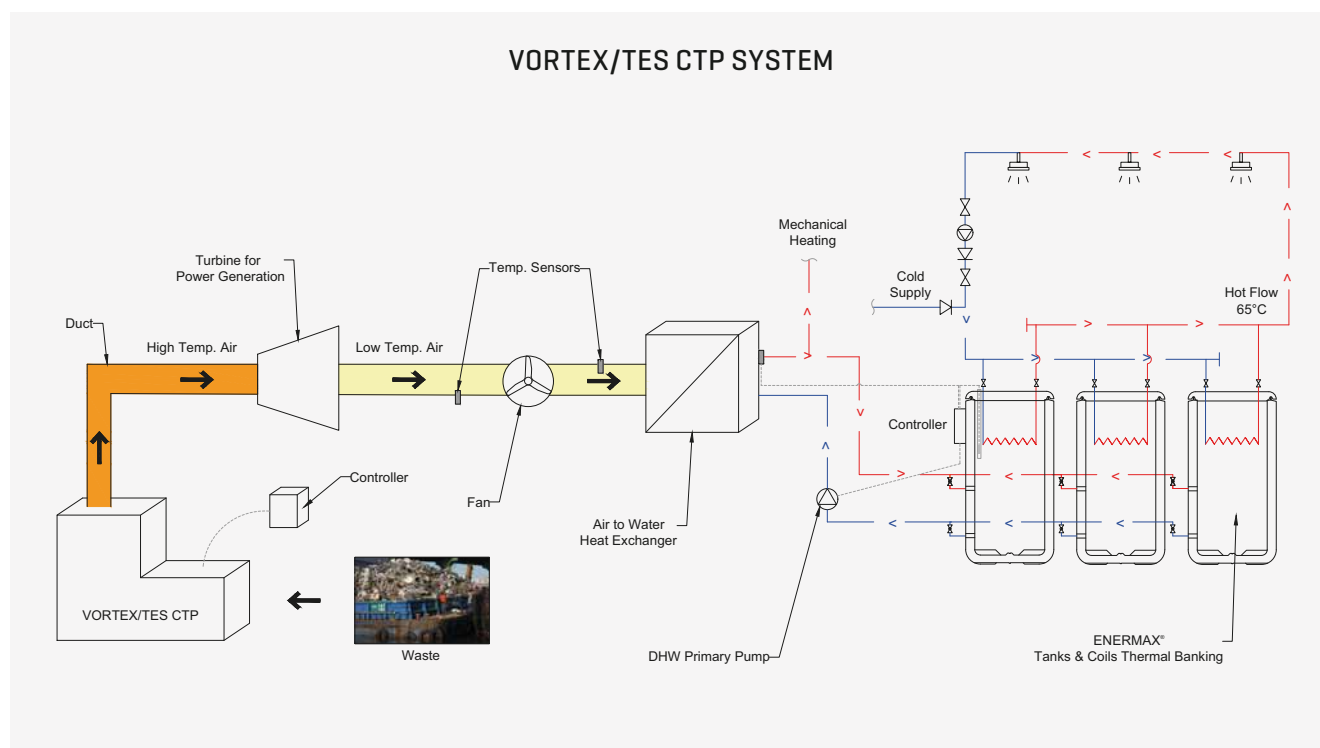 VORTEX/TES CTP SYSTEM
Mechanical
Heating
Turbine for
Power Generation
Temp. Sensors
Cold
Supply
Hot Flow
65°C
Duct
High Temp. Air
Low Temp. Air
Controller
Controller
Fan
Air to Water
Heat Exchanger
VORTEX/TES CTP
Waste
DHW Primary Pump
ENERMAX®
Tanks & Coils Thermal Banking